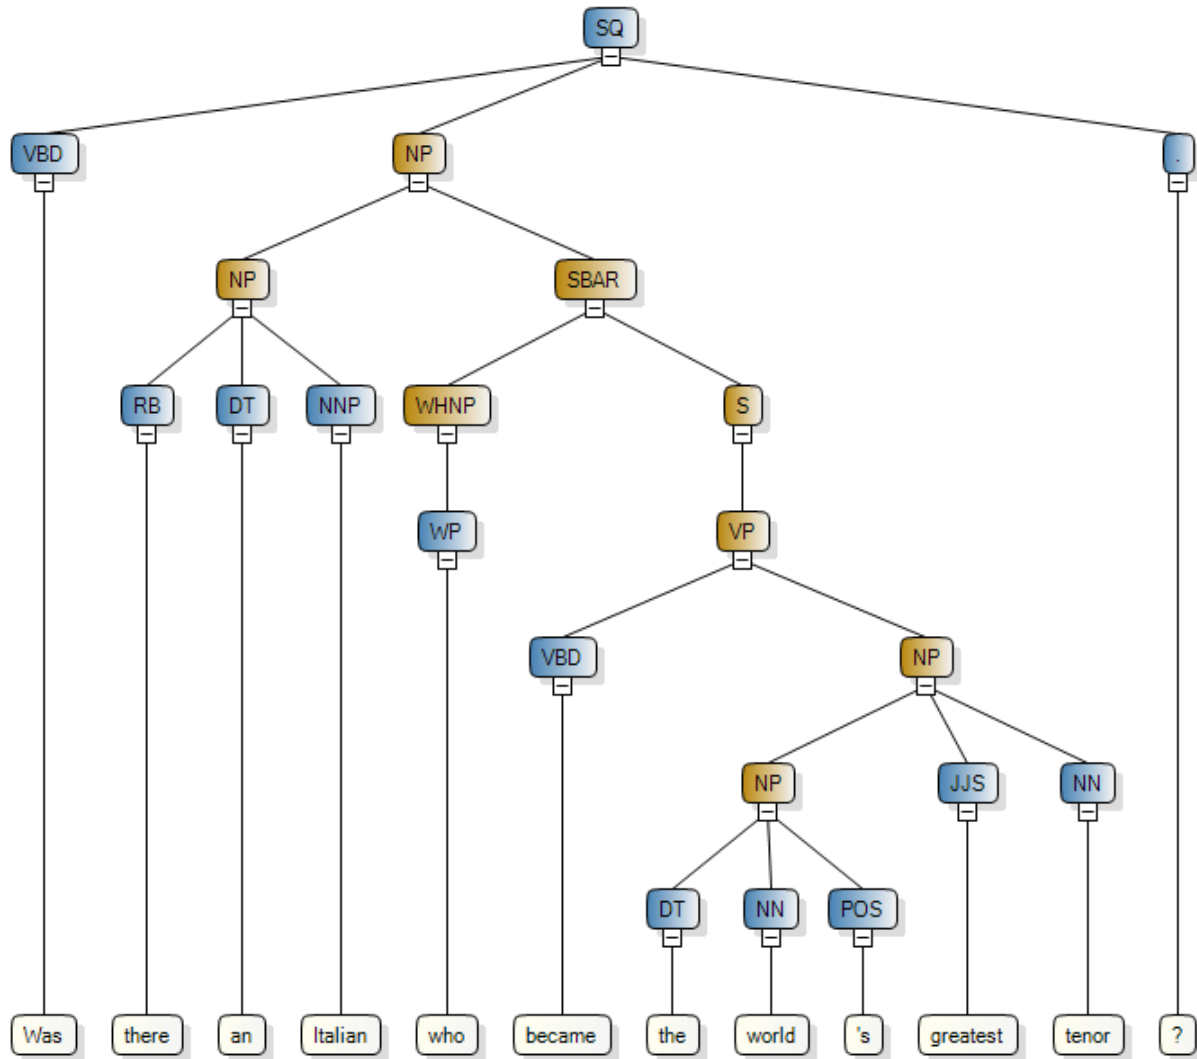 SQ
VBD NP .
NP SBAR
RB DT NNP WHNP S
WP VP
VBD NP
NP JJS NN
DT NN POS
Was there an Italian who became the world 's greatest tenor ?